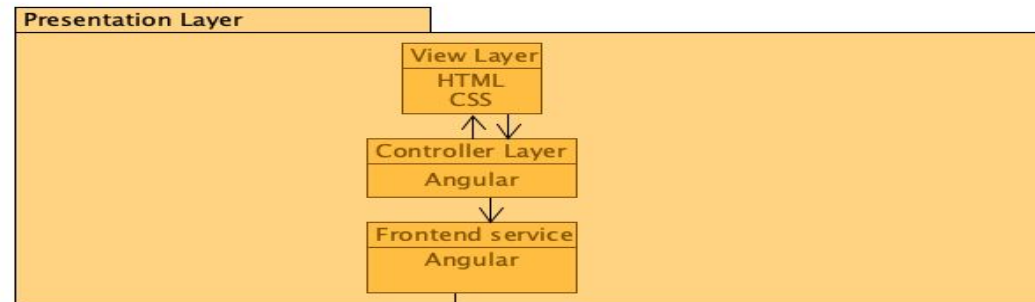 Presentation Layer
View Layer
HTML
CSS
Controller Layer
Angular
Frontend service
Angular